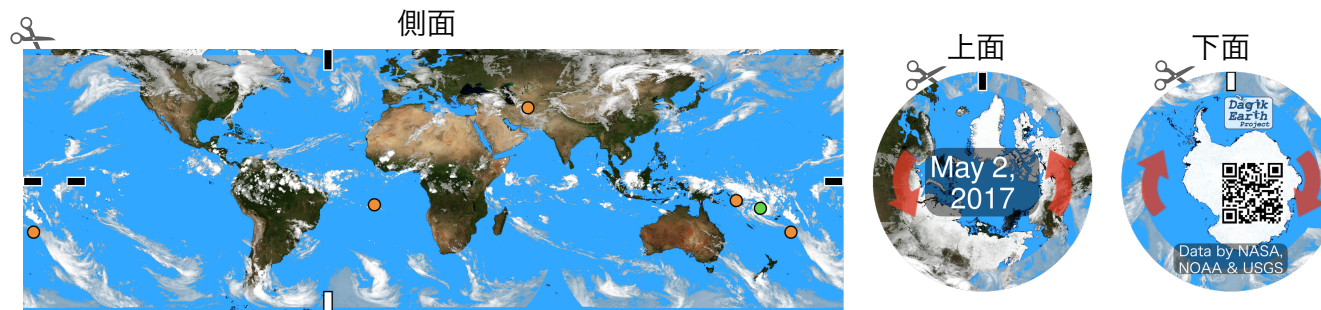 側面
上面
下面
May 2,
2017
Dagik
Earth
Project
Data by NASA,
NOAA & USGS